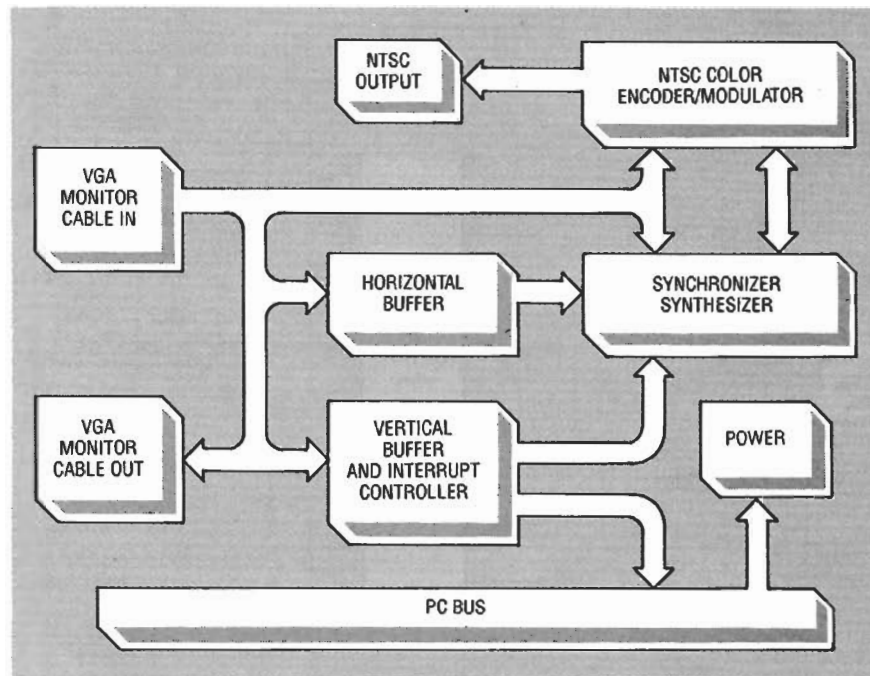 NTSC
OUTPUT
NTSC COLOR
ENCODER/MODULATOR
VGA
MONITOR
CABLE IN
HORIZONTAL
BUFFER
SYNCHRONIZER
SYNTHESIZER
VGA
MONITOR
CABLE OUT
VERTICAL
BUFFER
AND INTERRUPT
CONTROLLER
POWER
PC BUS